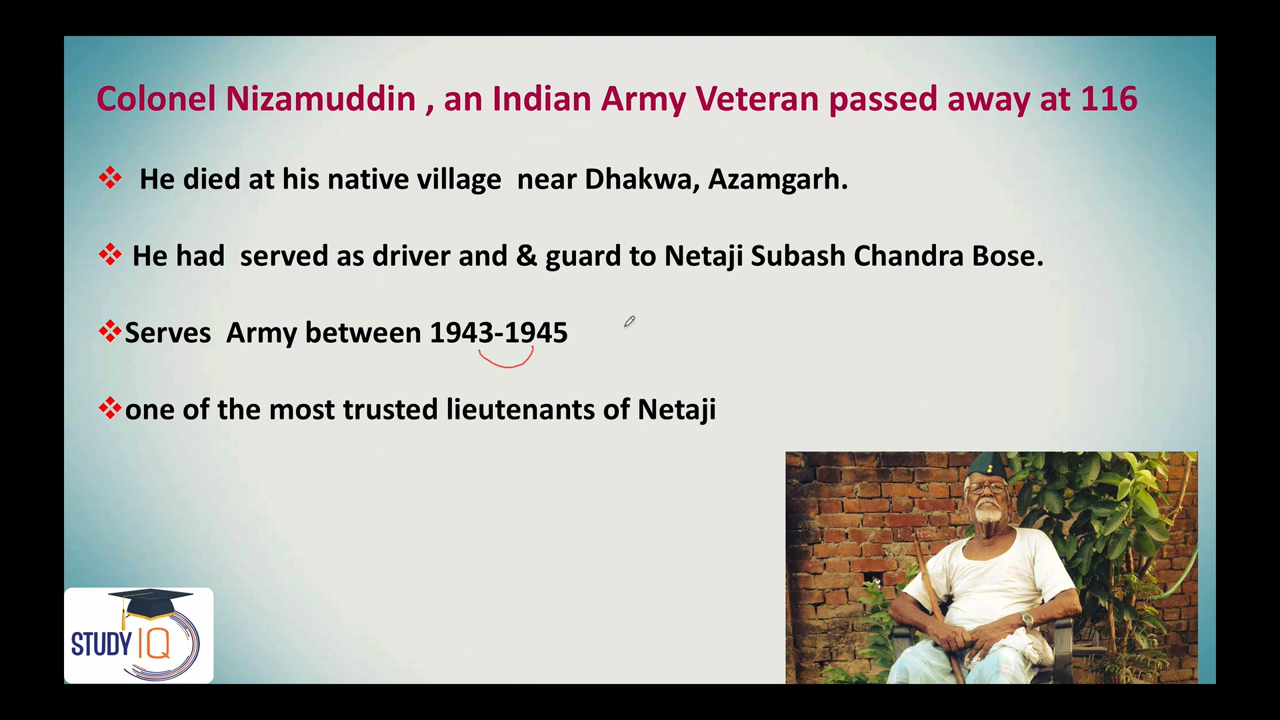 Colonel Nizamuddin , an Indian Army Veteran passed away at 116
He died at his native village near Dhakwa, Azamgarh.
He had served as driver and & guard to Netaji Subash Chandra Bose.
Serves Army between 1943-1945
one of the most trusted lieutenants of Netaji
STUDY IQ